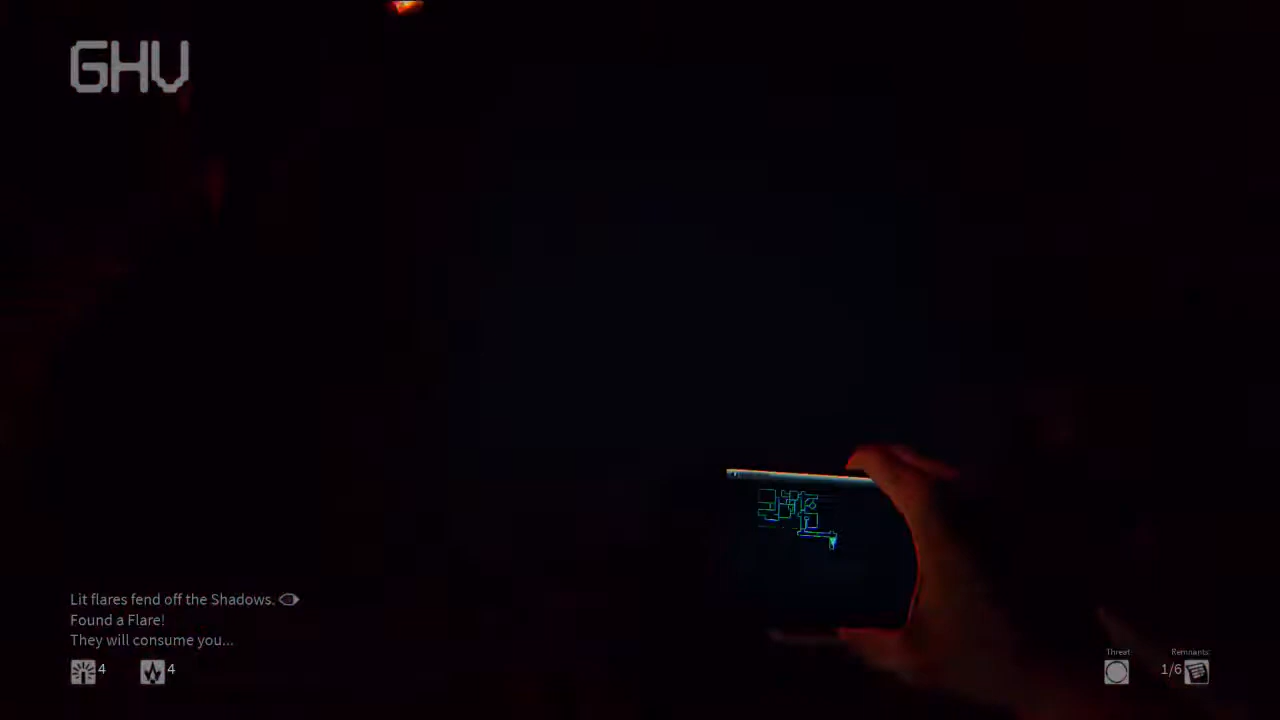 GHV
Lit flares fend off the Shadows.
Found a Flare!
They will consume you...
4
4
Threat
Remnants:
1/6